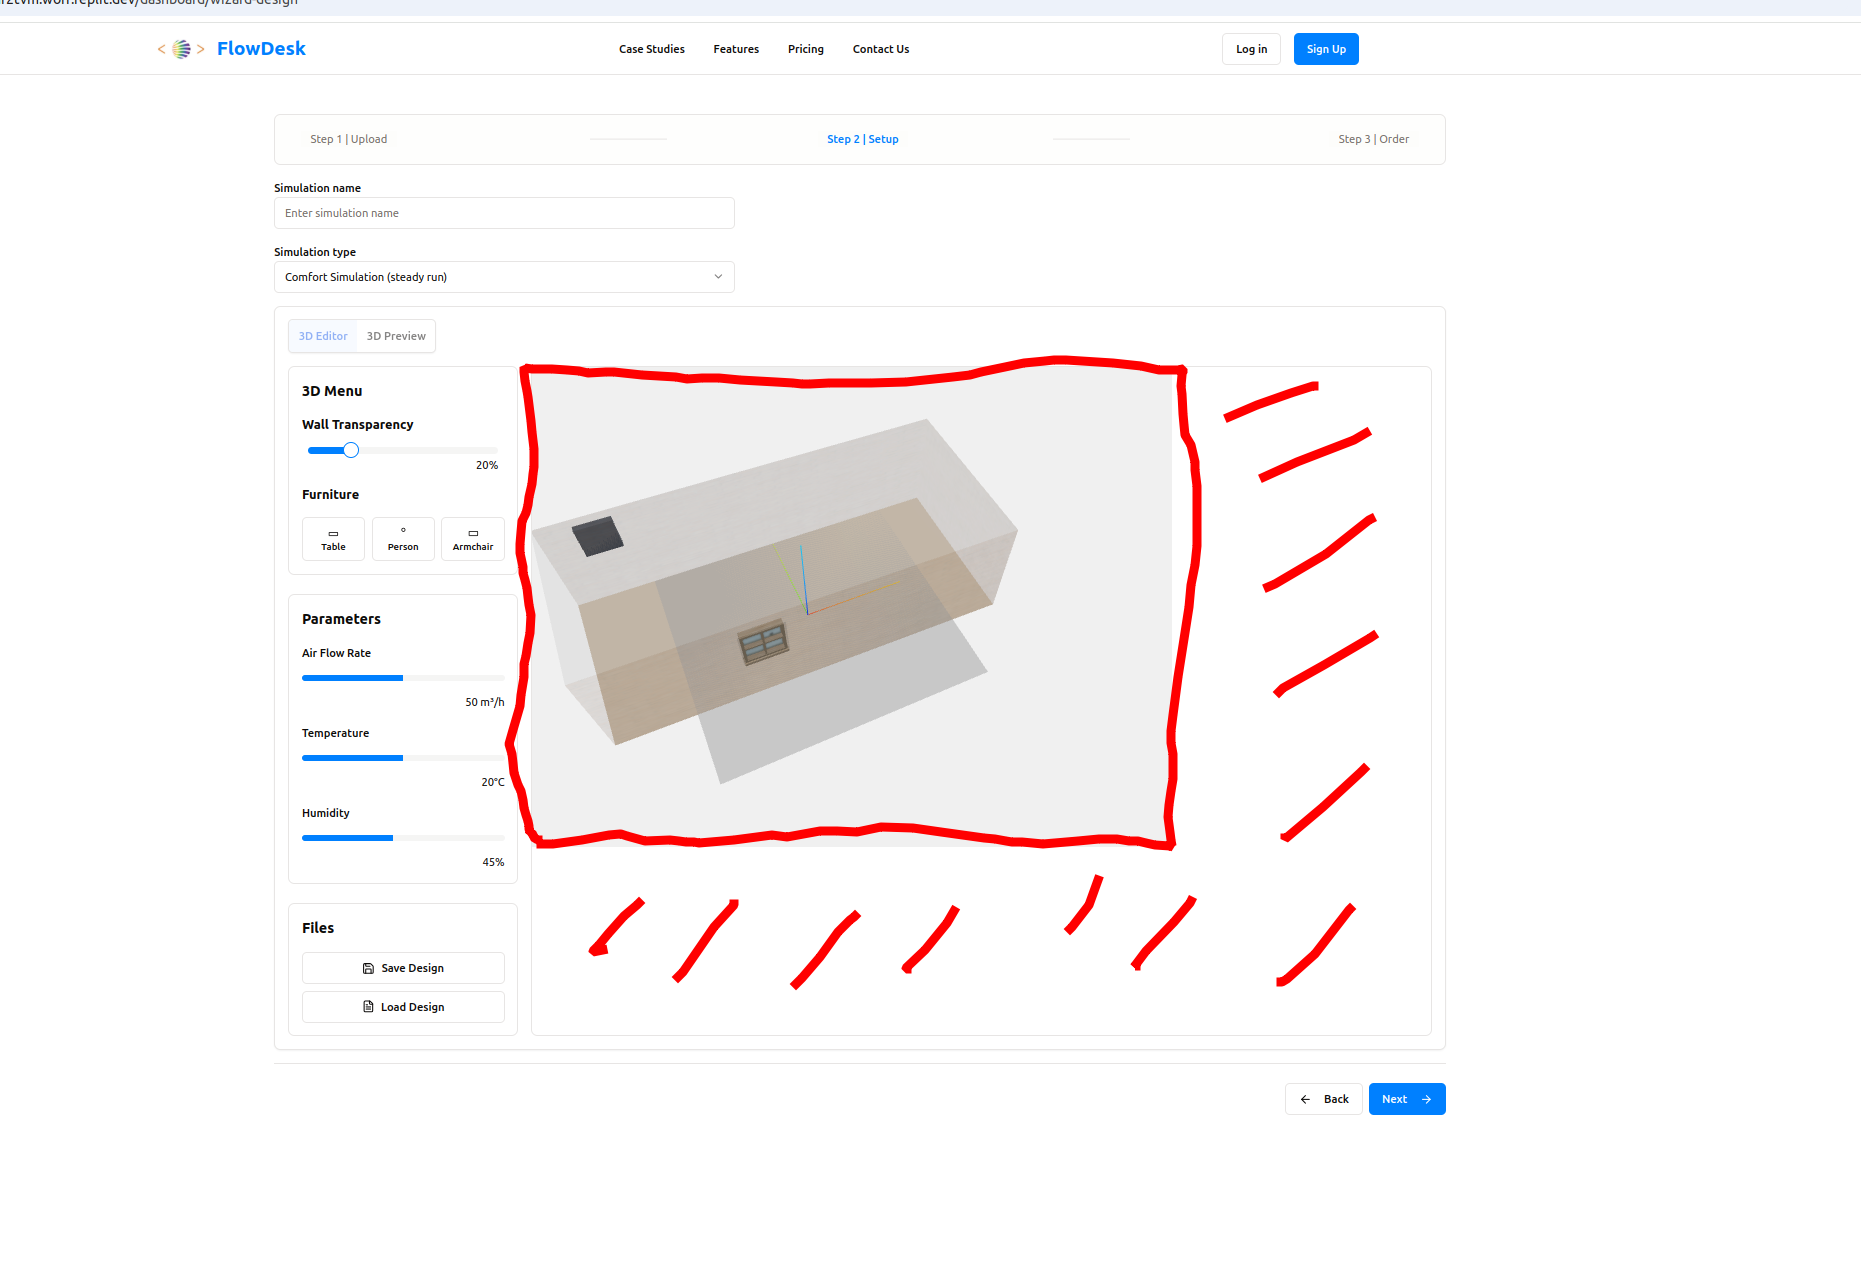 .worf.replit.dev/dashboard/wizard-design
< > FlowDesk
Case Studies Features Pricing Contact Us
Log in Sign Up
Step 1 | Upload Step 2 | Setup Step 3 | Order
Simulation name
Enter simulation name
Simulation type
Comfort Simulation (steady run)
3D Editor 3D Preview
3D Menu
Wall Transparency
20%
Furniture
Table Person Armchair
Parameters
Air Flow Rate
50 m³/h
Temperature
20°C
Humidity
45%
Files
Save Design
Load Design
Back Next